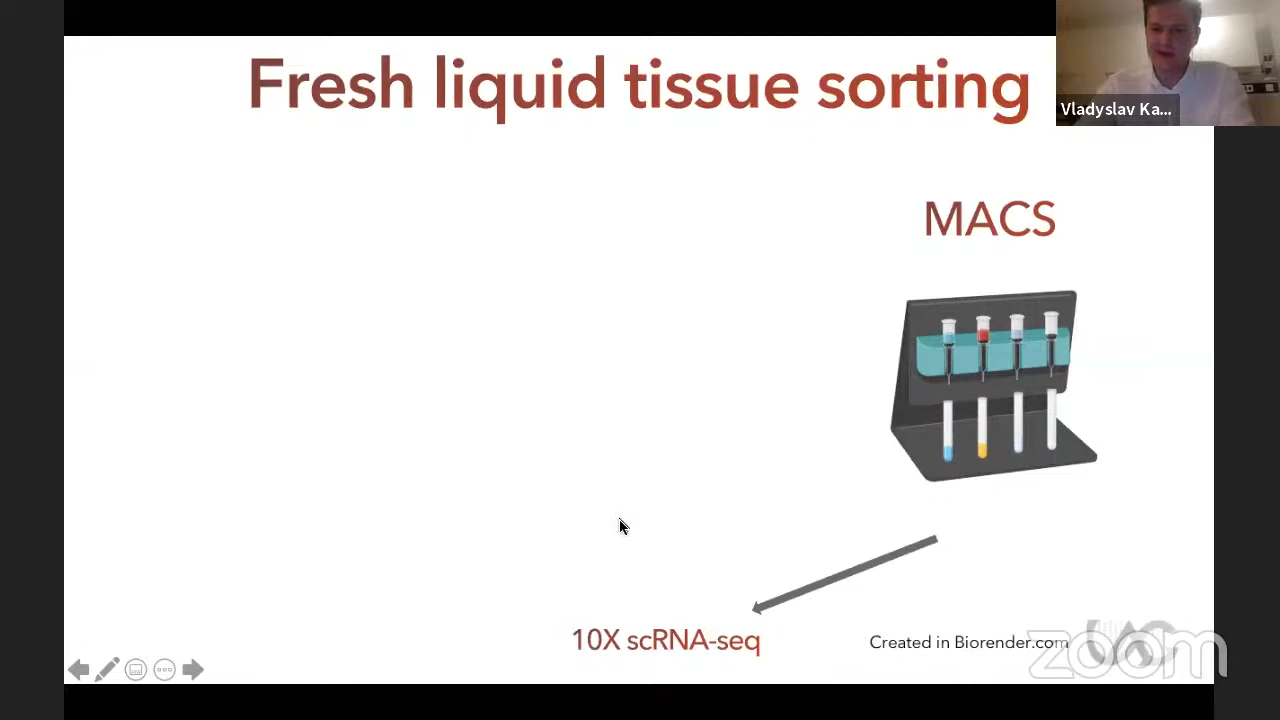 Fresh liquid tissue sorting
Vladyslav Ka...
MACS
10X scRNA-seq
Created in Biorender.com
zoom